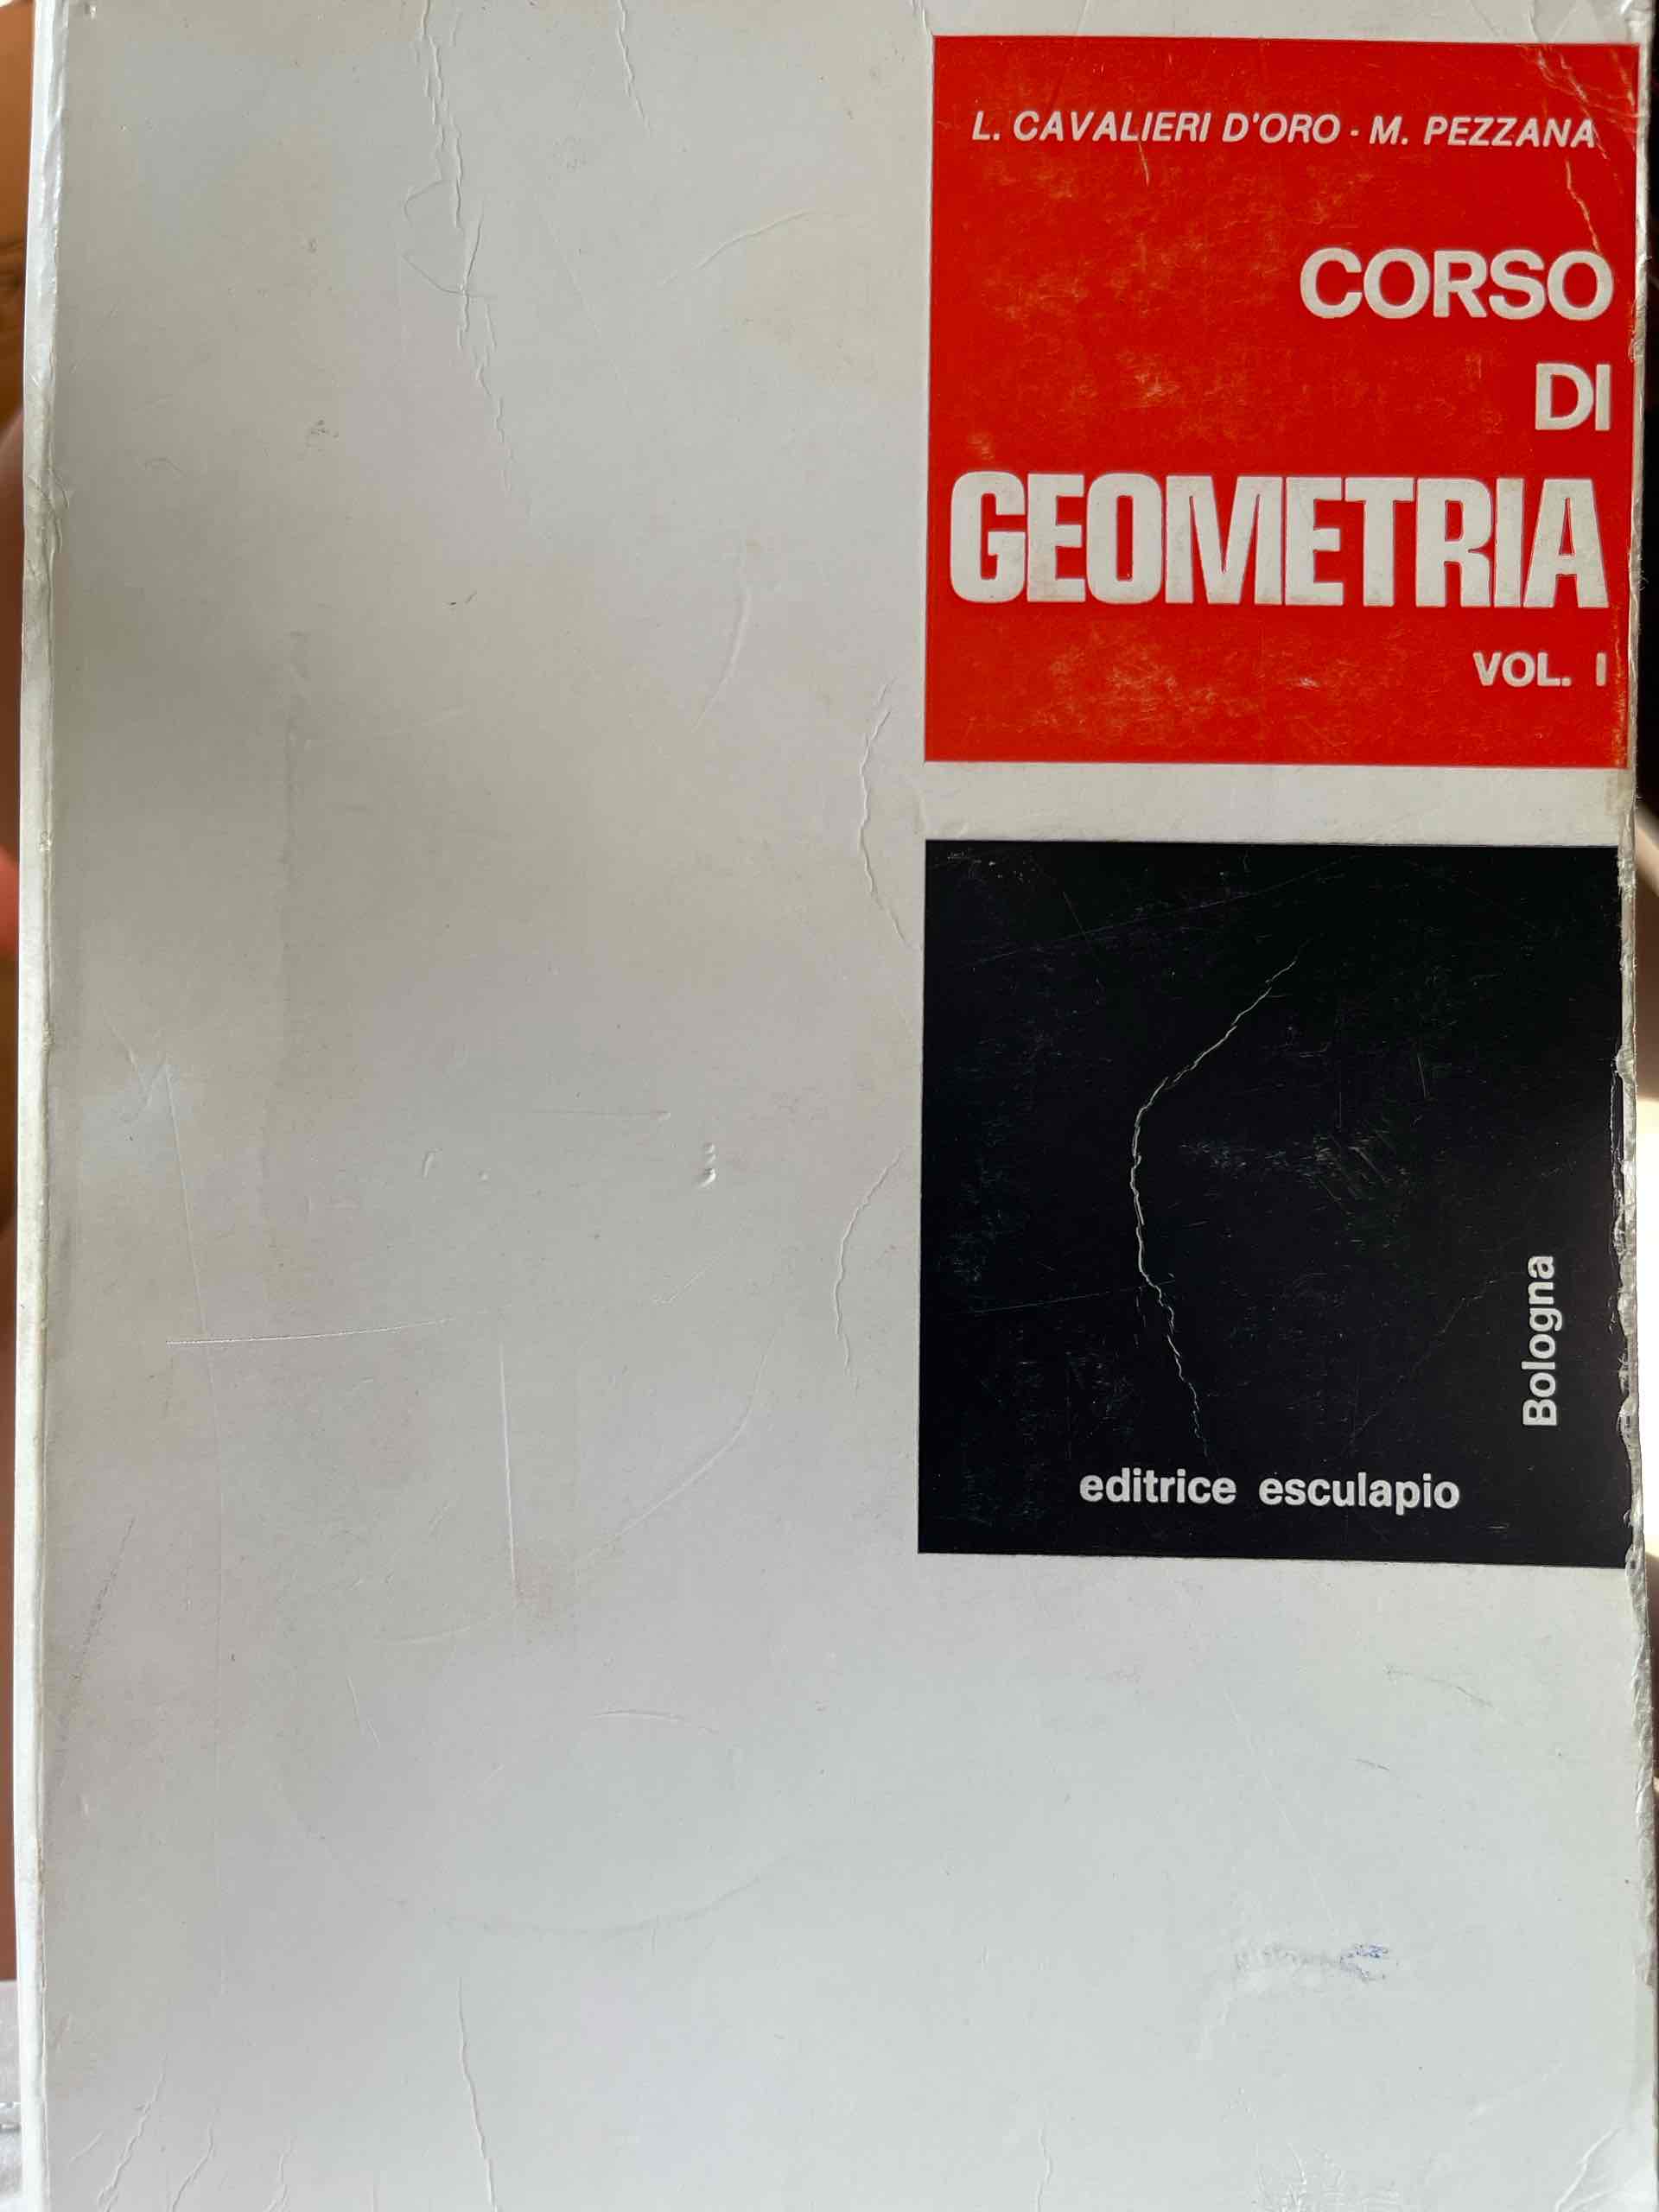 L. CAVALIERI D'ORO - M. PEZZANA
CORSO
DI
GEOMETRIA
VOL. I
Bologna
editrice esculapio